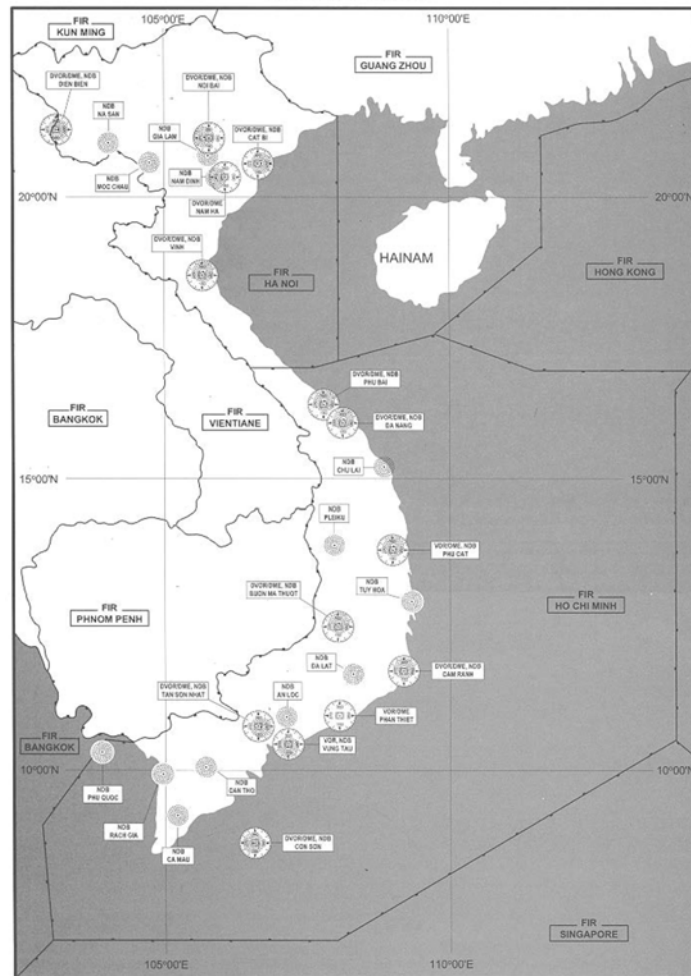 105°00'E
110°00'E
FIR
KUN MING
FIR
GUANG ZHOU
DVOR/DME, NDB
DIEN BIEN
NDB
NA SAN
DVOR/DME, NDB
NOI BAI
NDB
GIA LAM
DVOR/DME, NDB
CAT BI
NDB
MOC CHAU
NDB
NAM DINH
20°00'N
20°00'N
DVOR/DME
NAM HA
DVOR/DME, NDB
VINH
HAINAM
FIR
HA NOI
FIR
HONG KONG
DVOR/DME, NDB
PHU BAI
FIR
BANGKOK
FIR
VIENTIANE
DVOR/DME, NDB
DA NANG
NDB
CHU LAI
15°00'N
15°00'N
NDB
PLEIKU
VOR/DME, NDB
PHU CAT
DVOR/DME, NDB
BUON MA THUOT
NDB
TUY HOA
FIR
PHNOM PENH
FIR
HO CHI MINH
NDB
DA LAT
DVOR/DME, NDB
CAM RANH
DVOR/DME, NDB
TAN SON NHAT
NDB
AN LOC
VOR/DME
PHAN THIET
FIR
BANGKOK
VOR, NDB
VUNG TAU
10°00'N
10°00'N
NDB
PHU QUOC
NDB
CAN THO
NDB
RACH GIA
NDB
CA MAU
DVOR/DME, NDB
CON SON
FIR
SINGAPORE
105°00'E
110°00'E